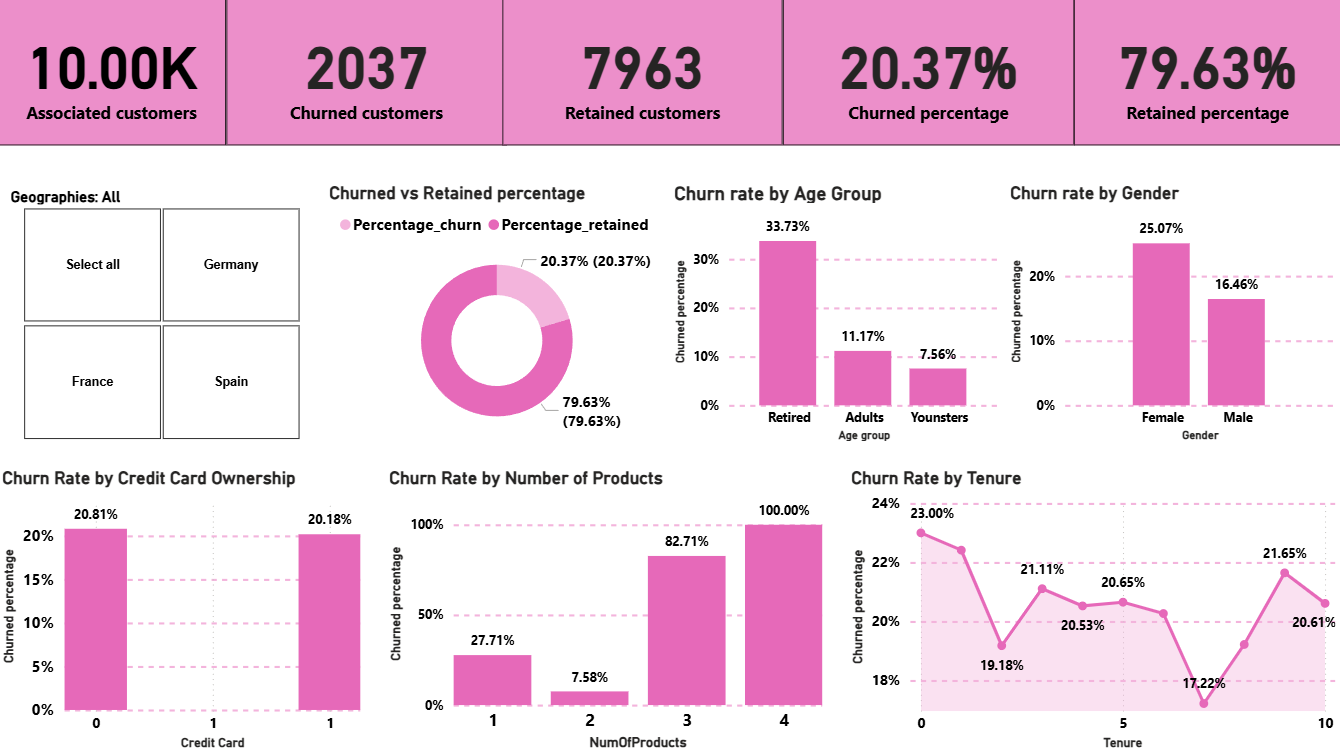 10.00K
Associated customers
2037
Churned customers
7963
Retained customers
20.37%
Churned percentage
79.63%
Retained percentage
Geographies: All
Select all
Germany
France
Spain
Churned vs Retained percentage
Percentage_churn Percentage_retained
20.37% (20.37%)
79.63%
(79.63%)
Churn rate by Age Group
Churned percentage
30%
20%
10%
0%
33.73%
11.17%
7.56%
Retired Adults Younsters
Age group
Churn rate by Gender
Churned percentage
20%
10%
0%
25.07%
16.46%
Female Male
Gender
Churn Rate by Credit Card Ownership
Churned percentage
20%
15%
10%
5%
0%
20.81%
20.18%
0 1 1
Credit Card
Churn Rate by Number of Products
Churned percentage
100%
50%
0%
27.71%
7.58%
82.71%
100.00%
1 2 3 4
NumOfProducts
Churn Rate by Tenure
Churned percentage
24%
22%
20%
18%
23.00%
19.18%
21.11%
20.53%
20.65%
17.22%
21.65%
20.61%
0 5 10
Tenure